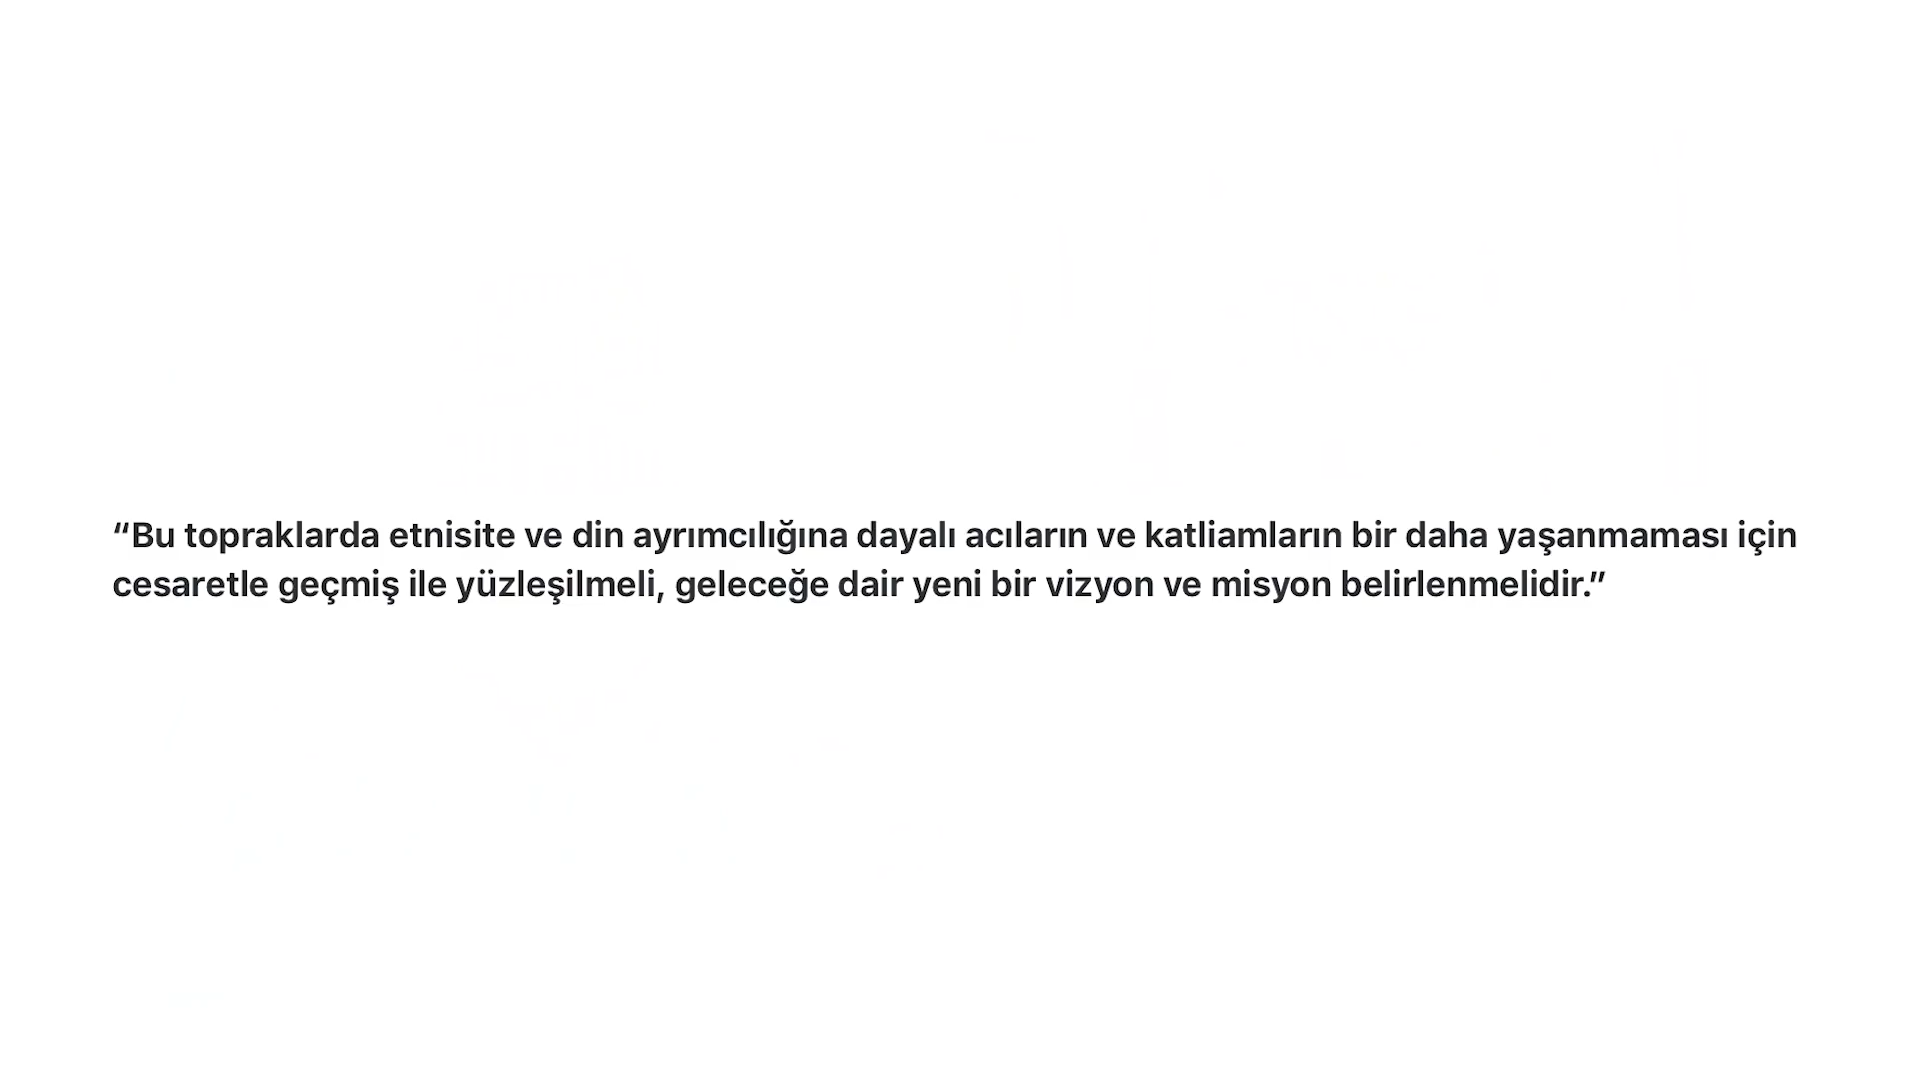 “Bu topraklarda etnisite ve din ayrımcılığına dayalı acıların ve katliamların bir daha yaşanmaması için
cesaretle geçmiş ile yüzleşilmeli, geleceğe dair yeni bir vizyon ve misyon belirlenmelidir.”